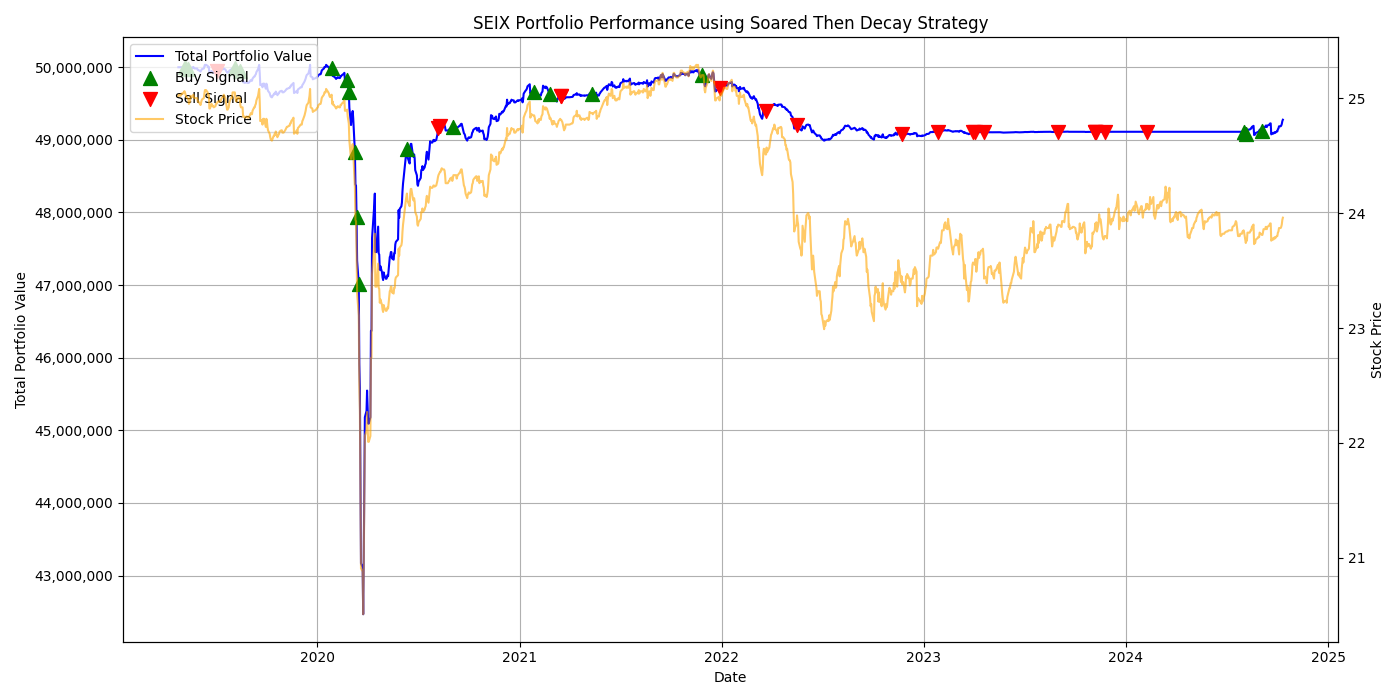 SEIX Portfolio Performance using Soared Then Decay Strategy
Total Portfolio Value
Buy Signal
Sell Signal
Stock Price
50,000,000
49,000,000
48,000,000
47,000,000
46,000,000
45,000,000
44,000,000
43,000,000
Total Portfolio Value
25
24
23
22
21
Stock Price
2020
2021
2022
2023
2024
2025
Date